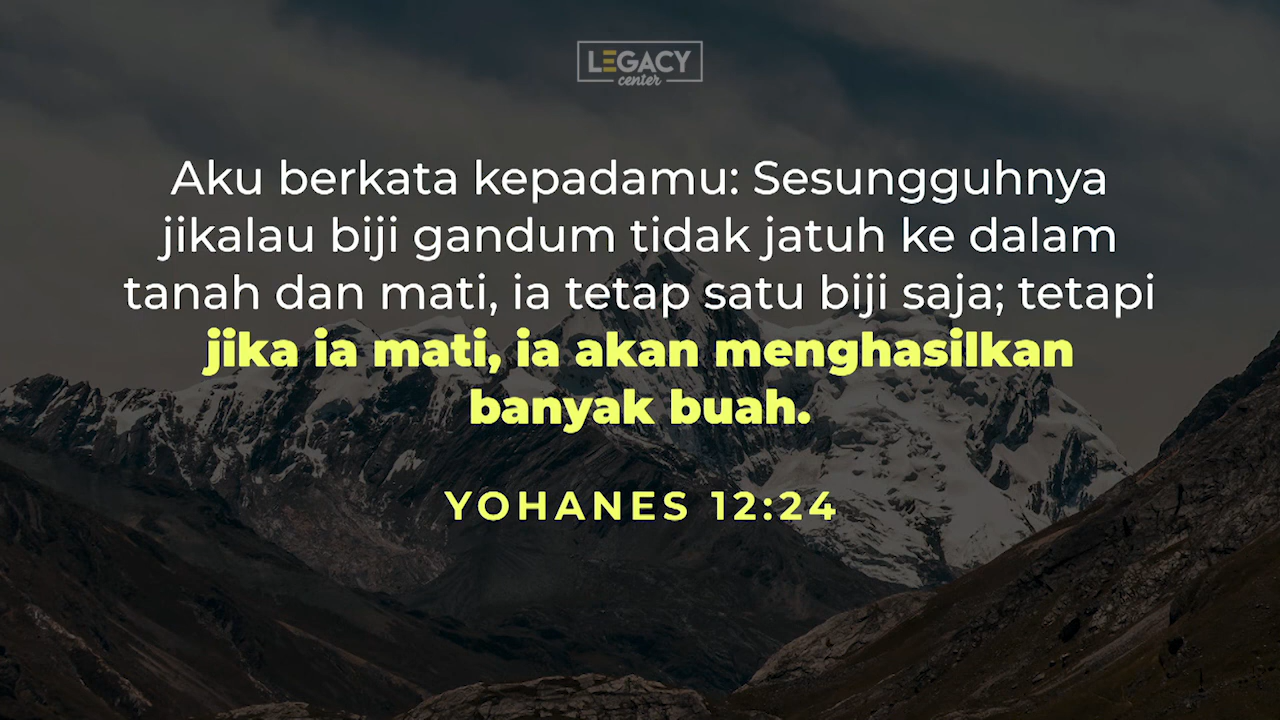 LEGACY
center
Aku berkata kepadamu: Sesungguhnya
jikalau biji gandum tidak jatuh ke dalam
tanah dan mati, ia tetap satu biji saja; tetapi
jika ia mati, ia akan menghasilkan
banyak buah.
YOHANES 12:24